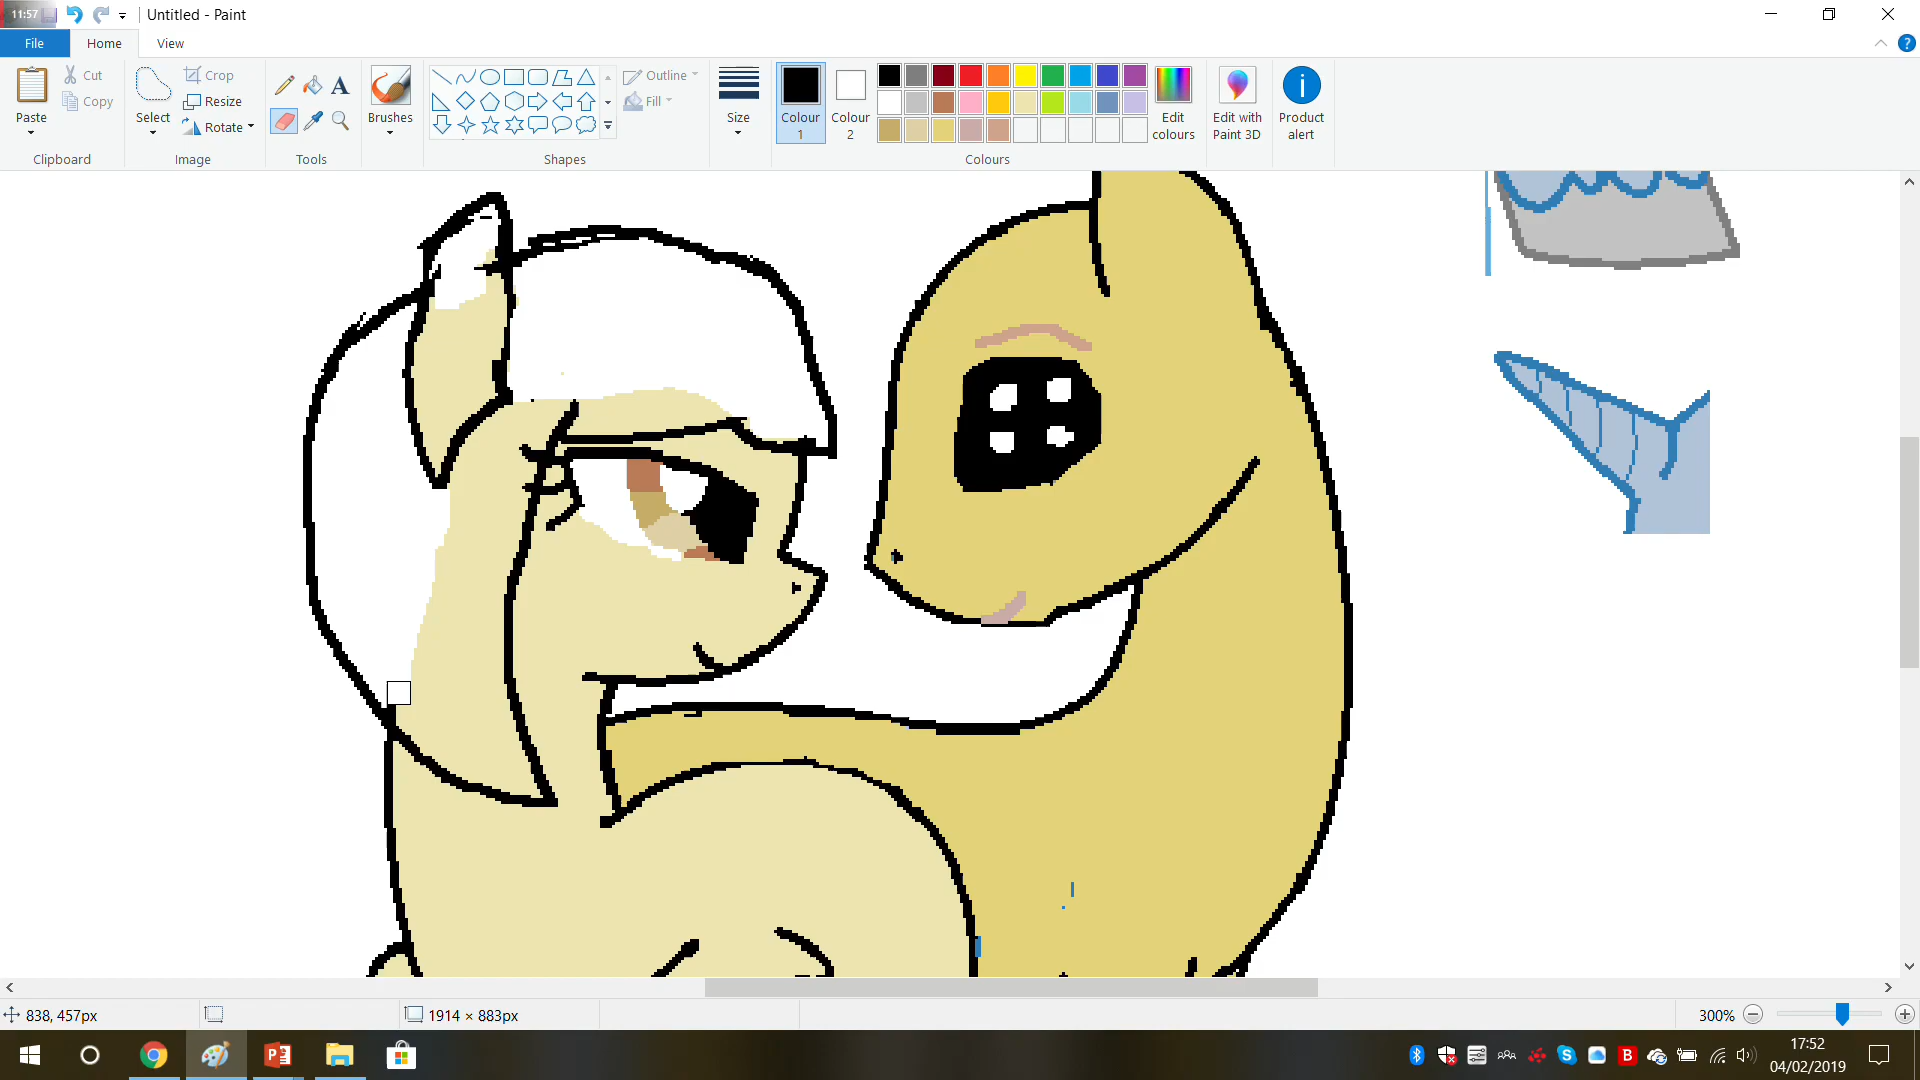 11:57
Untitled - Paint
File Home View
Paste
Cut
Copy
Clipboard
Select
Crop
Resize
Rotate
Image
A
Tools
Brushes
Outline
Fill
Shapes
Size
Colour 1
Colour 2
Edit colours
Colours
Edit with Paint 3D
Product alert
838, 457px
1914 × 883px
300%
17:52
04/02/2019